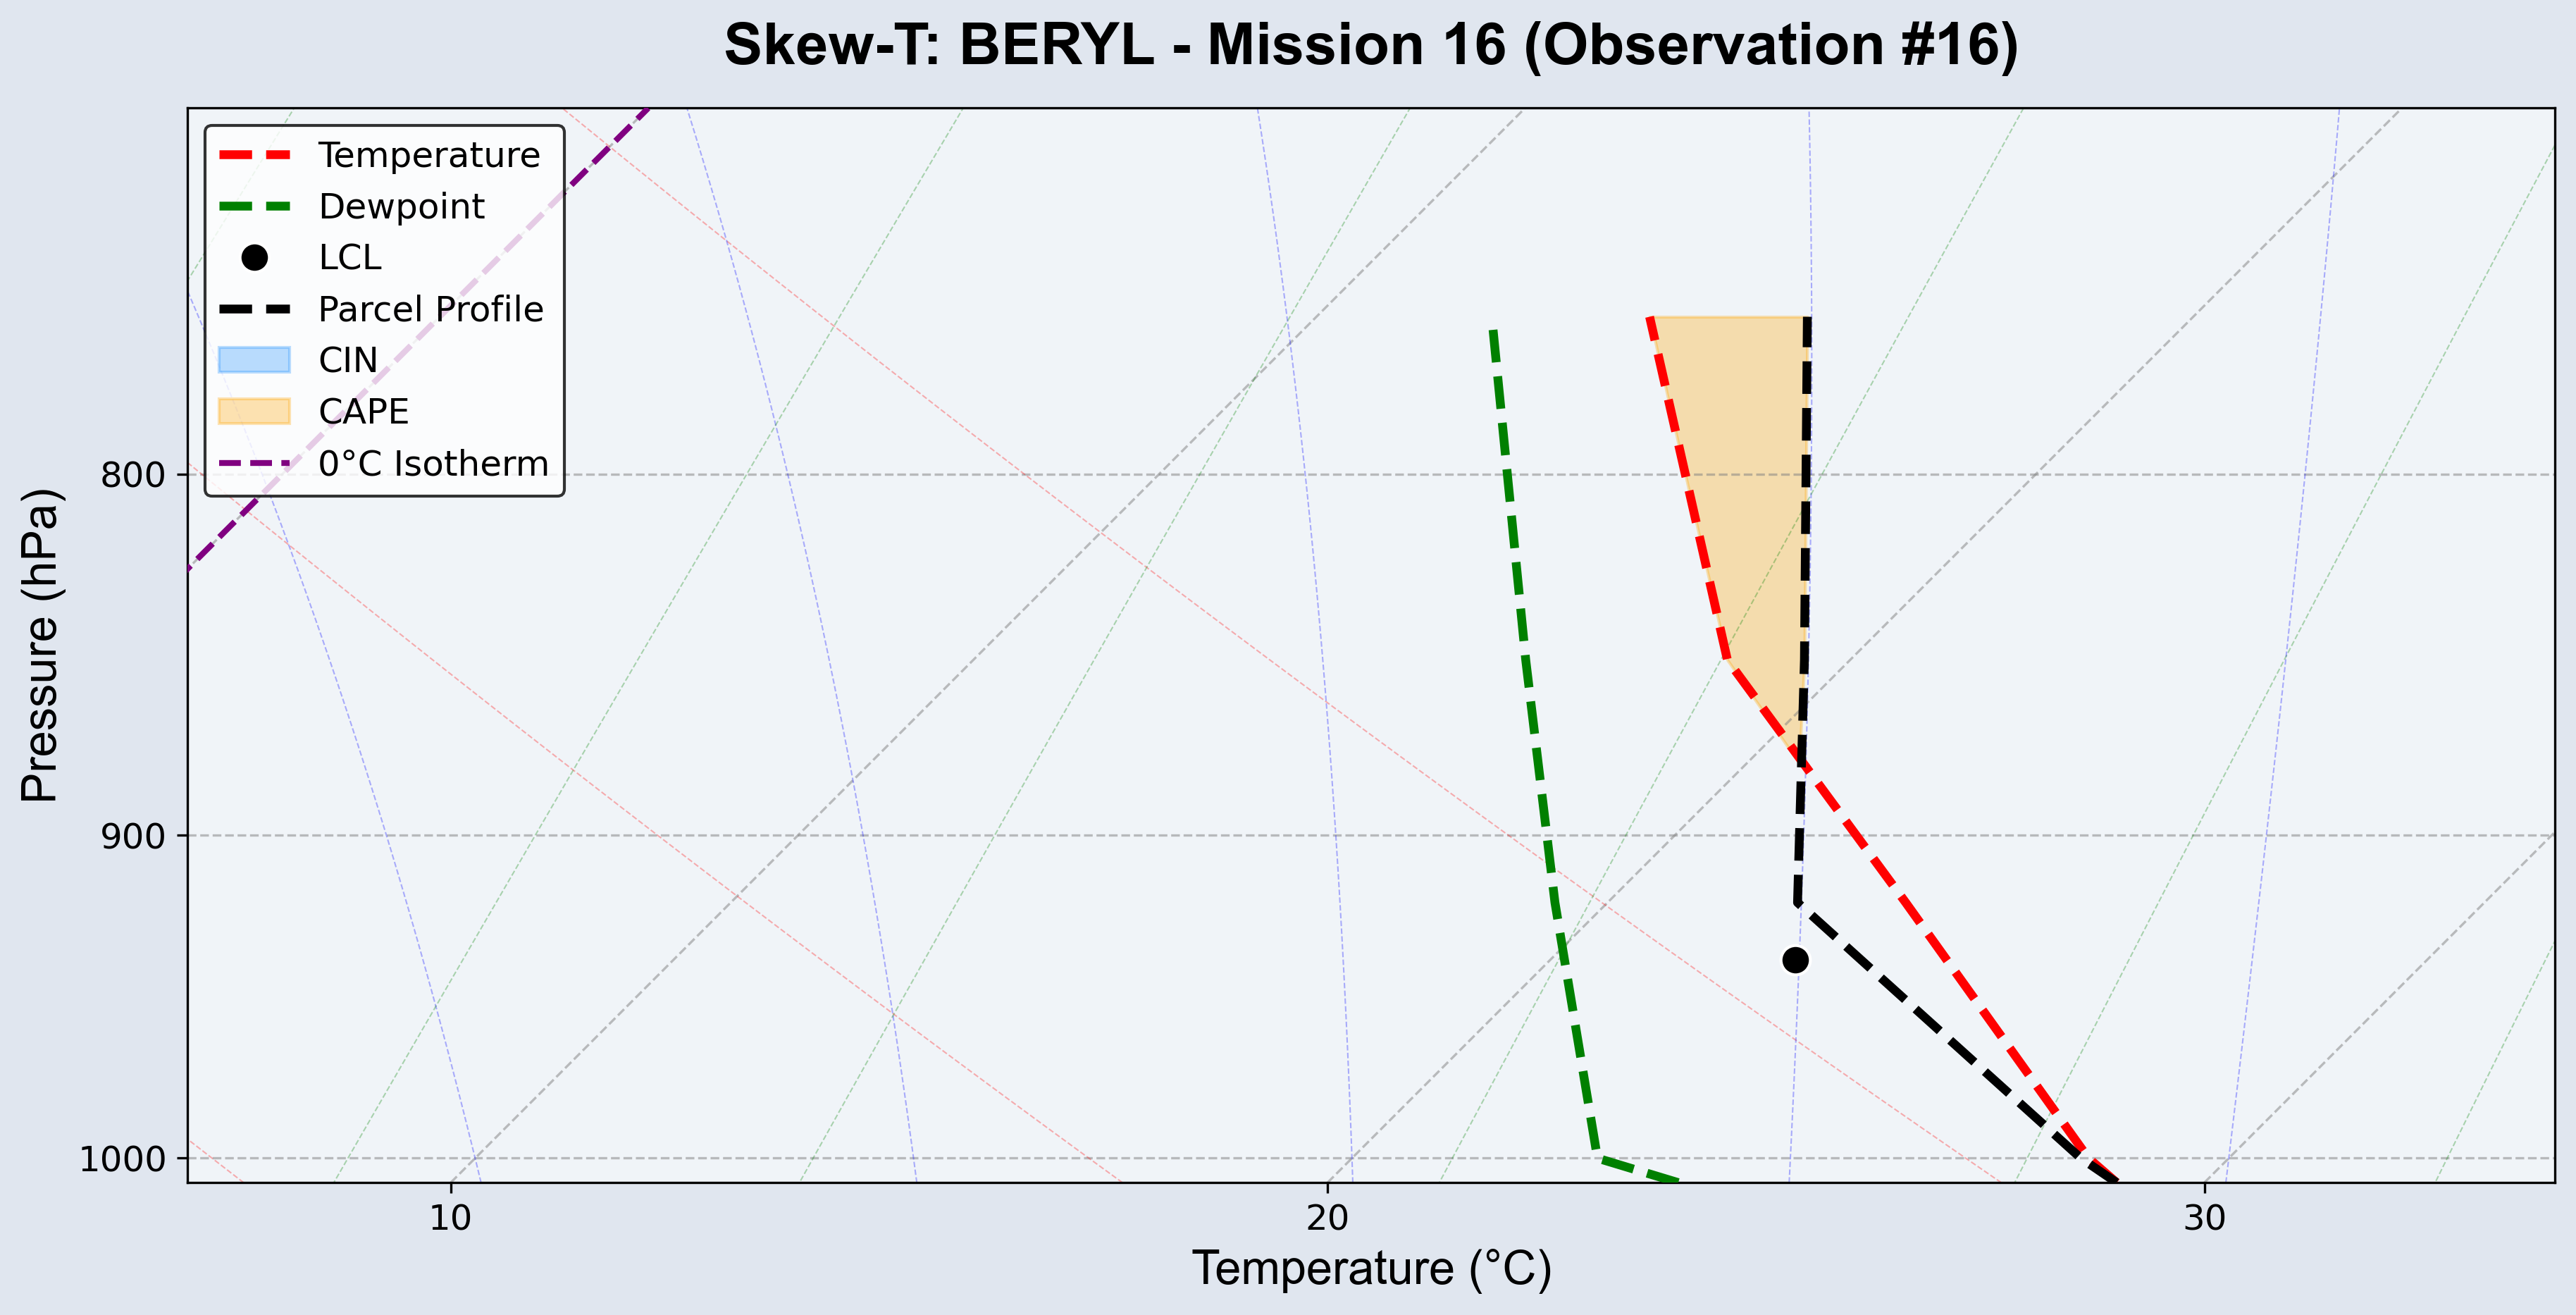 Skew-T: BERYL - Mission 16 (Observation #16)
Temperature
Dewpoint
LCL
Parcel Profile
CIN
CAPE
0°C Isotherm
800
900
1000
Pressure (hPa)
10
20
30
Temperature (°C)